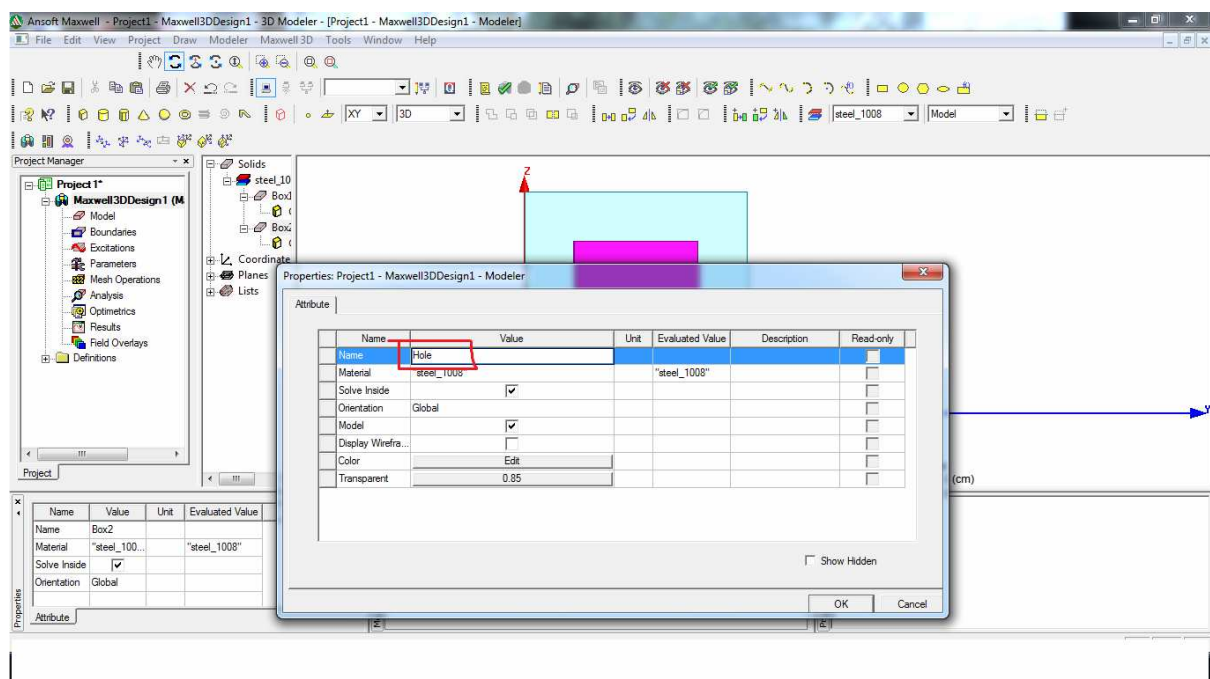 Ansoft Maxwell - Project1 - Maxwell3DDesign1 - 3D Modeler - [Project1 - Maxwell3DDesign1 - Modeler]
File Edit View Project Draw Modeler Maxwell 3D Tools Window Help
XY 3D steel_1008 Model
Project Manager
Project1*
Maxwell3DDesign1 (M
Model
Boundaries
Excitations
Parameters
Mesh Operations
Analysis
Optimetrics
Results
Field Overlays
Definitions
Project
Solids
steel_10
Box1
Box2
Coordinate
Planes
Lists
Z
Y
(cm)
Properties: Project1 - Maxwell3DDesign1 - Modeler
Attribute
Name Value Unit Evaluated Value Description Read-only
Name Hole
Material "steel_1008" "steel_1008"
Solve Inside
Orientation Global
Model
Display Wirefra...
Color Edit
Transparent 0.85
Show Hidden
OK Cancel
Name Value Unit Evaluated Value
Name Box2
Material "steel_100... "steel_1008"
Solve Inside
Orientation Global
Attribute
Properties